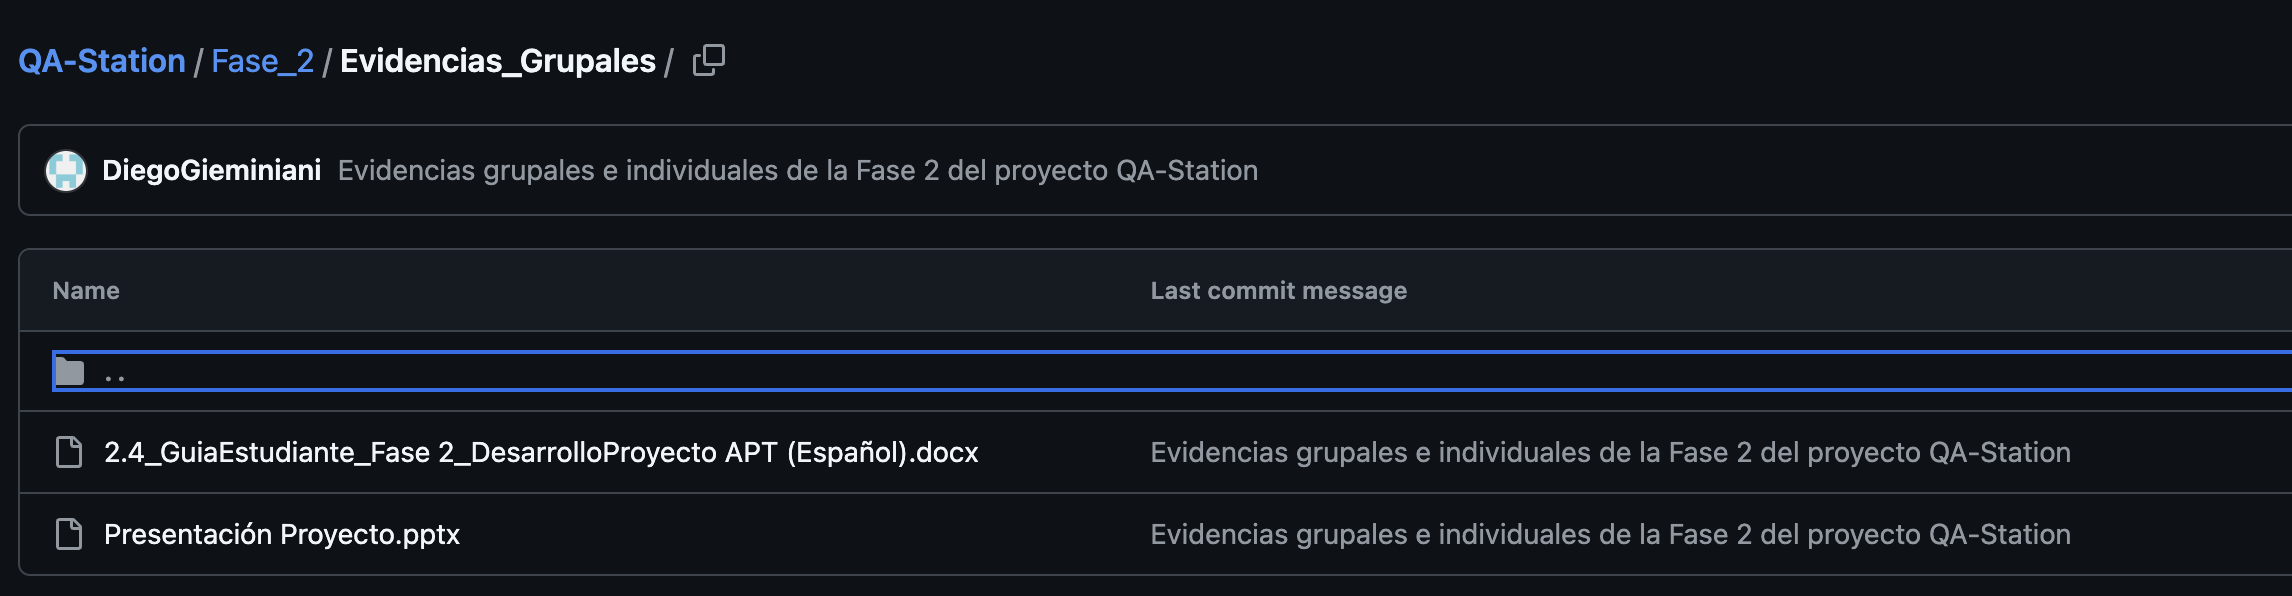 QA-Station / Fase_2 / Evidencias_Grupales /
DiegoGieminiani Evidencias grupales e individuales de la Fase 2 del proyecto QA-Station
Name Last commit message
..
2.4_GuiaEstudiante_Fase 2_DesarrolloProyecto APT (Español).docx Evidencias grupales e individuales de la Fase 2 del proyecto QA-Station
Presentación Proyecto.pptx Evidencias grupales e individuales de la Fase 2 del proyecto QA-Station